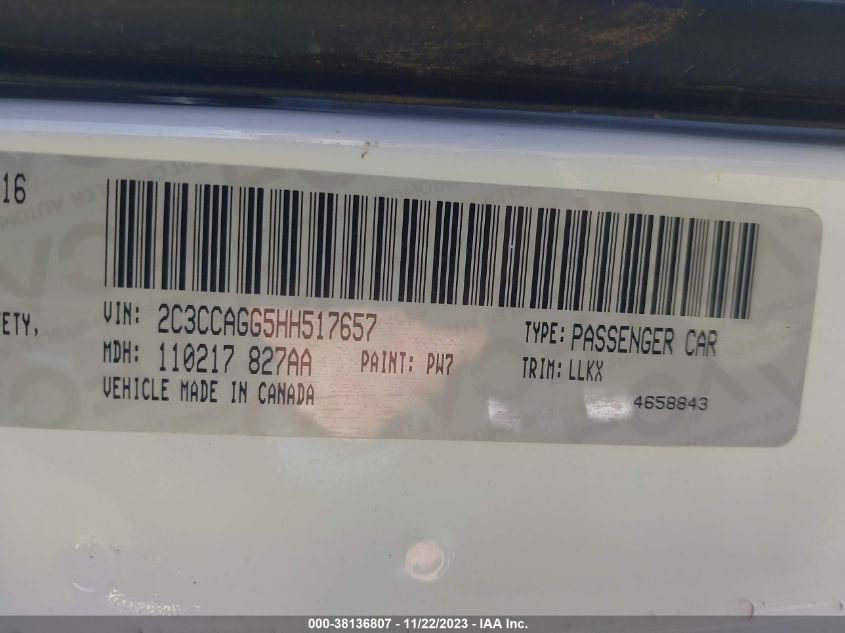 16
VIN: 2C3CCAGG5HH517657
TYPE: PASSENGER CAR
ETY,
MDH: 110217 827AA PAINT: PW7
TRIM: LLKX
VEHICLE MADE IN CANADA
4658843
000-38136807 - 11/22/2023 - IAA Inc.